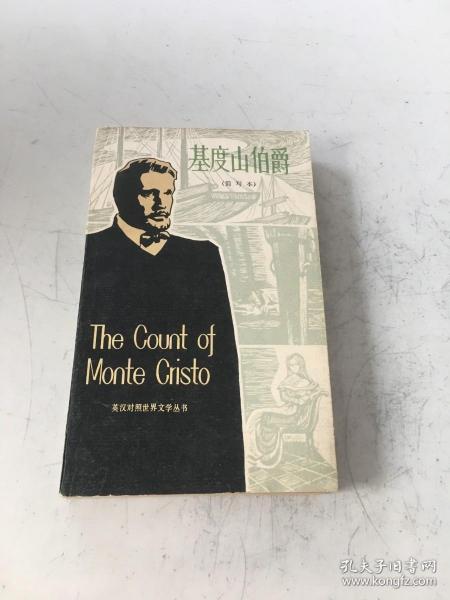 基度山伯爵
(简写本)
The Count of
Monte Cristo
英汉对照世界文学丛书
孔夫子旧书网
www.kongfz.com